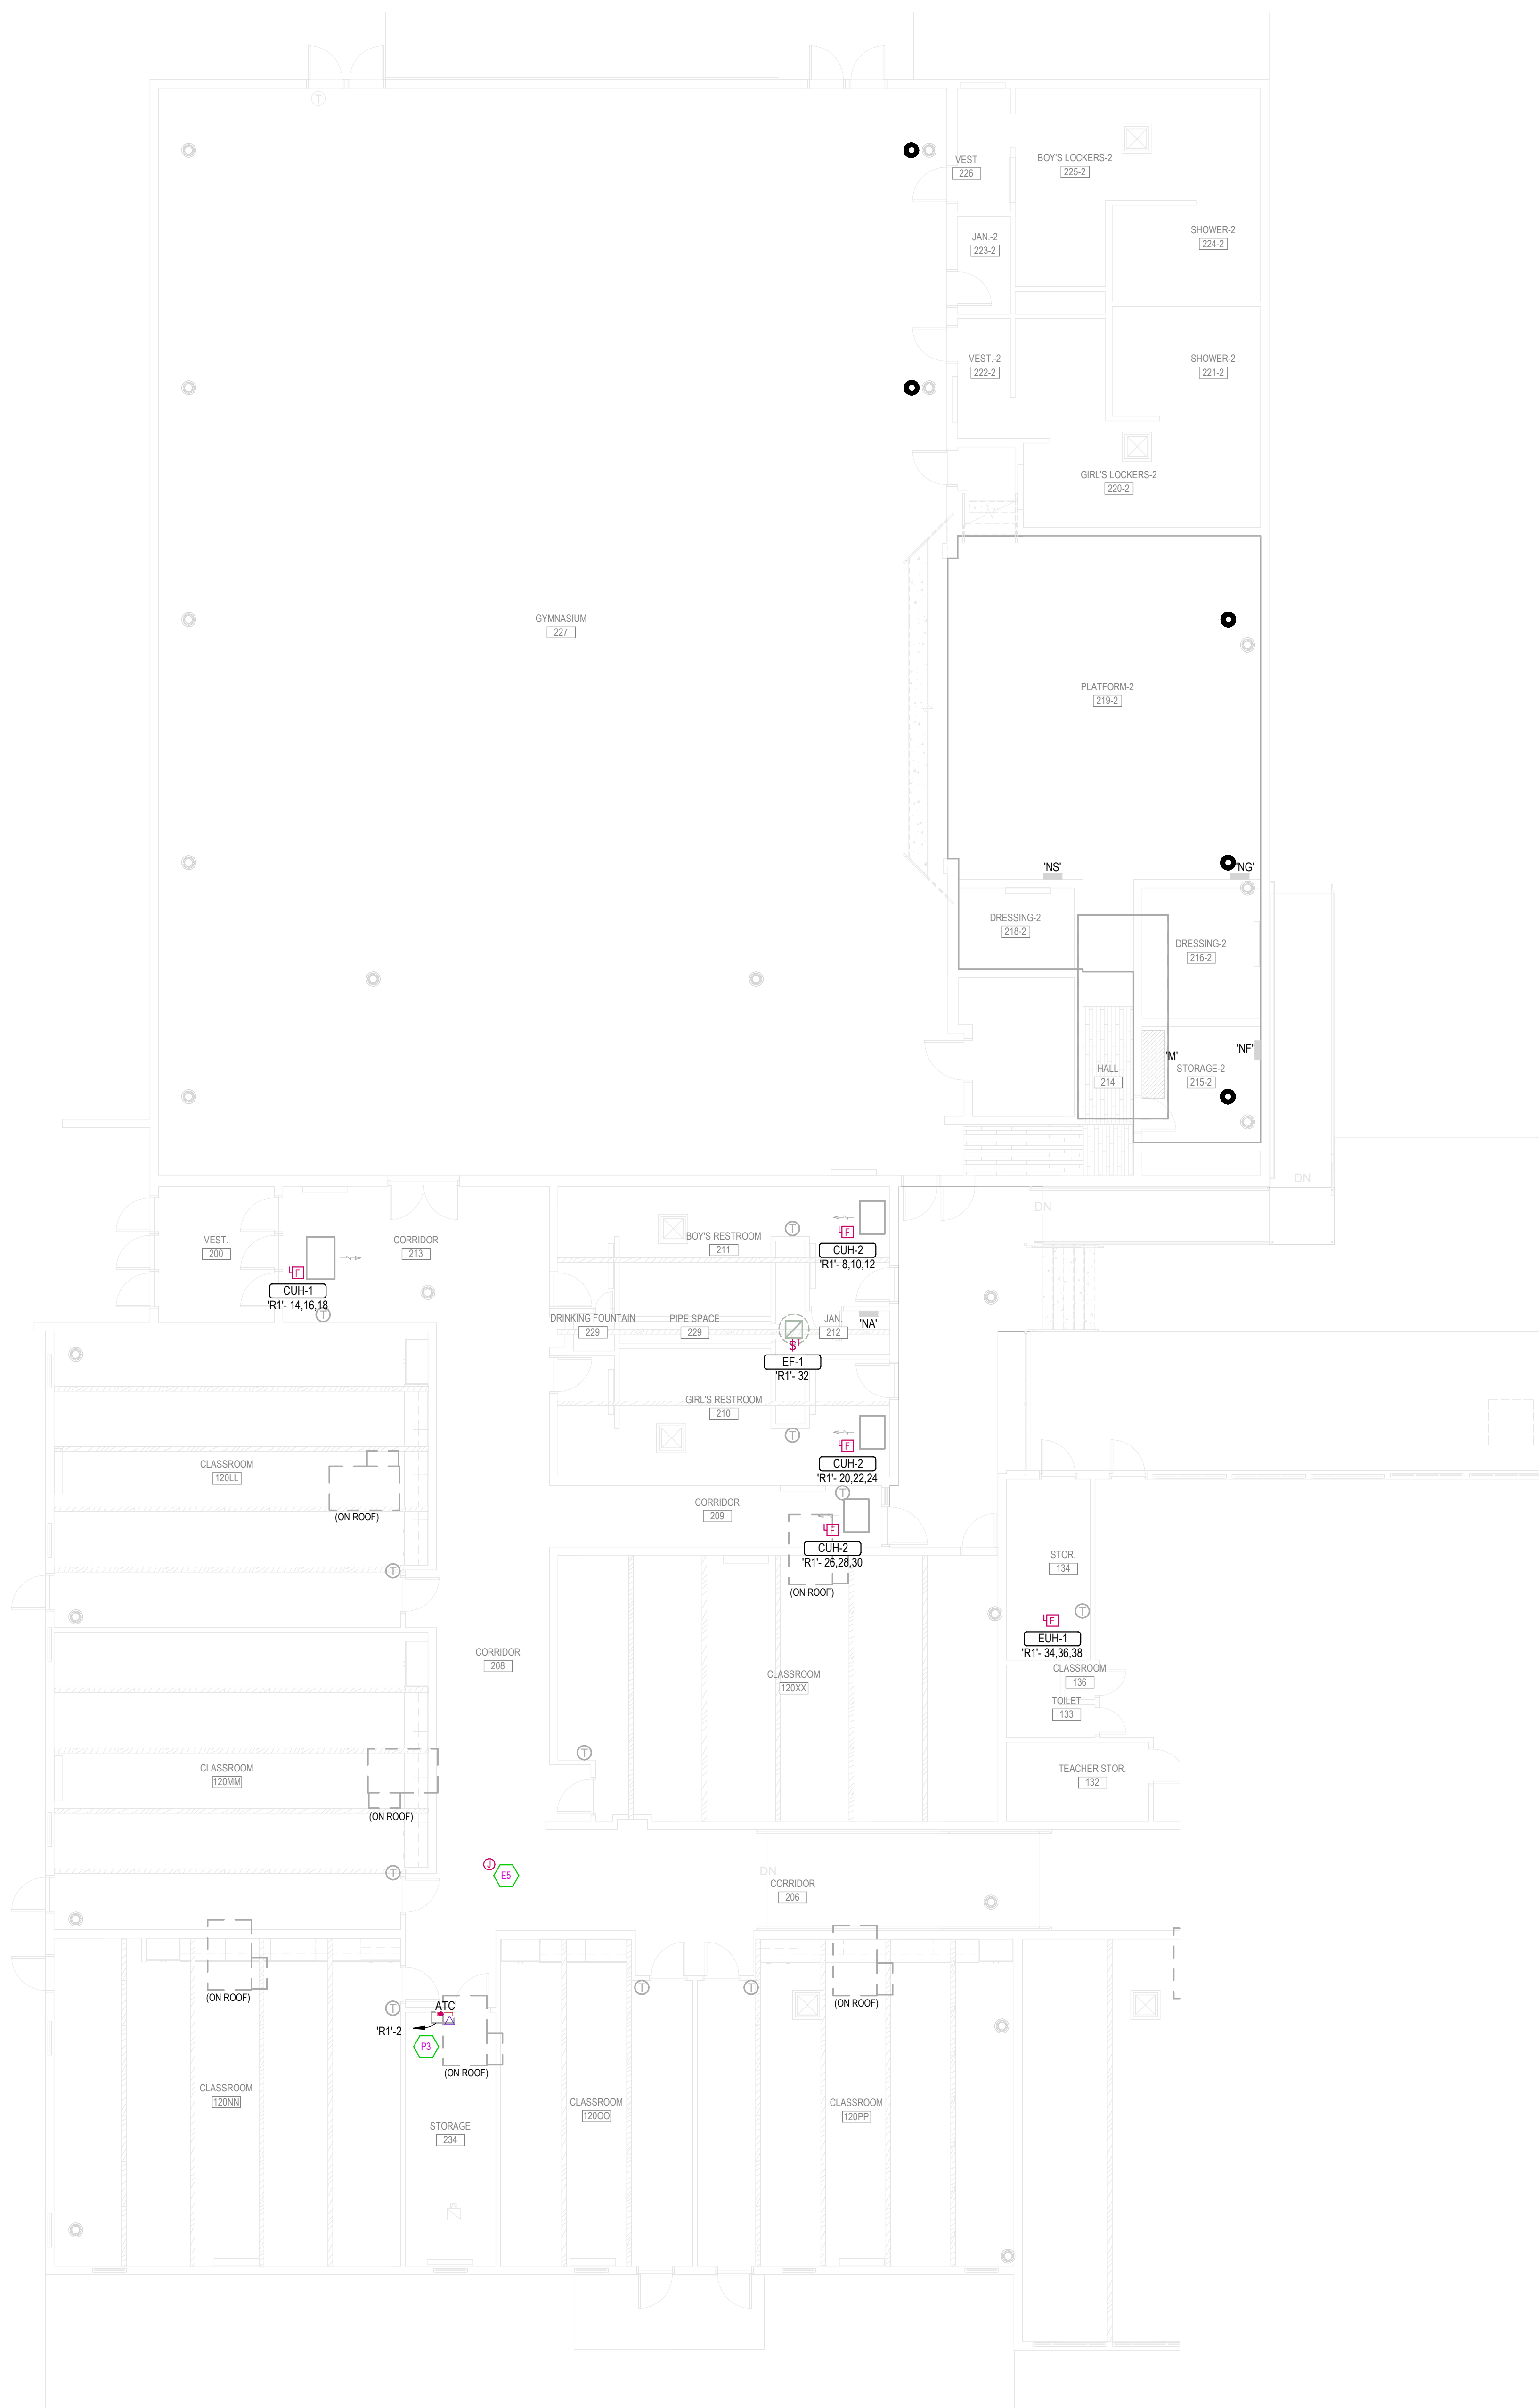 T
VEST
226
BOY'S LOCKERS-2
225-2
SHOWER-2
224-2
JAN.-2
223-2
VEST.-2
222-2
SHOWER-2
221-2
GIRL'S LOCKERS-2
220-2
GYMNASIUM
227
PLATFORM-2
219-2
'NS'
'NG'
DRESSING-2
218-2
DRESSING-2
216-2
'NF'
'M'
HALL
214
STORAGE-2
215-2
DN
DN
VEST.
200
CORRIDOR
213
F
CUH-1
'R1'- 14,16,18
T
BOY'S RESTROOM
211
T
F
CUH-2
'R1'- 8,10,12
DRINKING FOUNTAIN
229
PIPE SPACE
229
JAN.
212
'NA'
$T
EF-1
'R1'- 32
GIRL'S RESTROOM
210
T
F
CUH-2
'R1'- 20,22,24
CLASSROOM
120LL
(ON ROOF)
T
CORRIDOR
209
T
F
CUH-2
'R1'- 26,28,30
(ON ROOF)
STOR.
134
T
F
EUH-1
'R1'- 34,36,38
CLASSROOM
136
TOILET
133
CORRIDOR
208
CLASSROOM
120XX
T
CLASSROOM
120MM
(ON ROOF)
T
TEACHER STOR.
132
J
E5
DN
CORRIDOR
206
(ON ROOF)
T
T
T
(ON ROOF)
ATC
'R1'-2
P3
(ON ROOF)
CLASSROOM
120NN
STORAGE
234
CLASSROOM
120OO
CLASSROOM
120PP